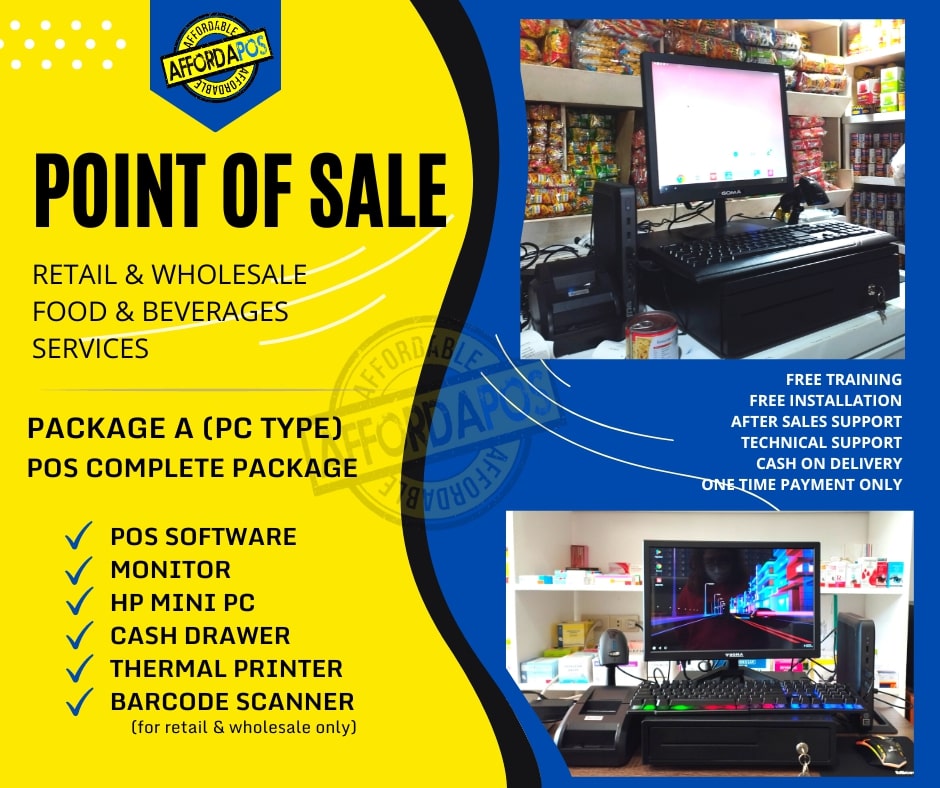 AFFORDABLE
AFFORDAPOS
AFFORDABLE
POINT OF SALE
RETAIL & WHOLESALE
FOOD & BEVERAGES
SERVICES
PACKAGE A (PC TYPE)
POS COMPLETE PACKAGE
POS SOFTWARE
MONITOR
HP MINI PC
CASH DRAWER
THERMAL PRINTER
BARCODE SCANNER
(for retail & wholesale only)
AFFORDABLE
AFFORDAPOS
AFFORDABLE
FREE TRAINING
FREE INSTALLATION
AFTER SALES SUPPORT
TECHNICAL SUPPORT
CASH ON DELIVERY
ONE TIME PAYMENT ONLY